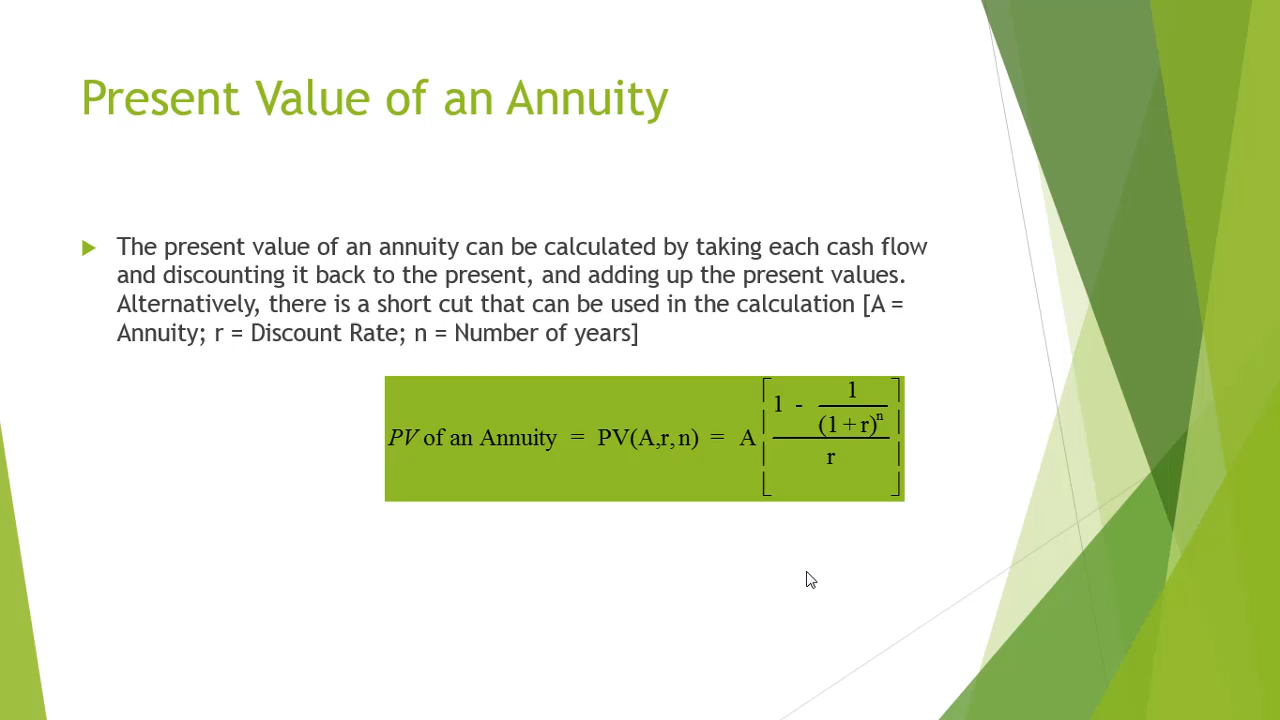 Present Value of an Annuity
The present value of an annuity can be calculated by taking each cash flow
and discounting it back to the present, and adding up the present values.
Alternatively, there is a short cut that can be used in the calculation [A =
Annuity; r = Discount Rate; n = Number of years]
PV of an Annuity = PV(A,r,n) = A [ (1 - 1/(1 + r)^n) / r ]